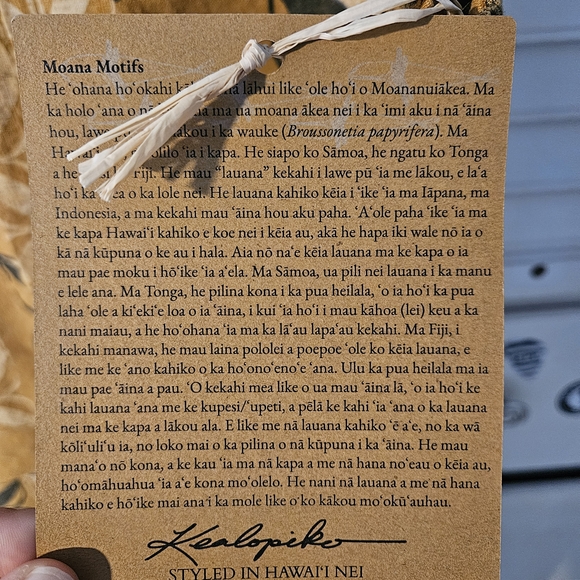 Moana Motifs
He ʻohana hoʻokahi lāhui like ʻole hoʻi o Moananuiākea. Ma
ka holo ʻana o ma ua moana ākea nei i ka ʻimi aku i nā ʻāina
hou, mākou i ka wauke (Broussonetia papyrifera). Ma
ʻia i kapa. He siapo ko Sāmoa, he ngatu ko Tonga
a he Fiji. He mau “lauana” kekahi i lawe pū ʻia me lākou, e laʻa
hoʻi ka o ka lole nei. He lauana kahiko kēia i ʻike ʻia ma Iāpana, ma
Indonesia, a ma kekahi mau ʻāina hou aku paha. ʻAʻole paha ʻike ʻia ma
ke kapa Hawaiʻi kahiko e koe nei i kēia au, akā he hapa iki wale nō ia o
kā nā kūpuna o ke au i hala. Aia nō naʻe kēia lauana ma ke kapa o ia
mau pae moku i hōʻike ʻia aʻela. Ma Sāmoa, ua pili nei lauana i ka manu
e lele ana. Ma Tonga, he pilina kona i ka pua heilala, ʻo ia hoʻi ka pua
laha ʻole a kiʻekiʻe loa o ia ʻāina, i kui ʻia hoʻi i mau kāhoa (lei) keu a ka
nani maiau, a he hoʻohana ʻia ma ka lāʻau lapaʻau kekahi. Ma Fiji, i
kekahi manawa, he mau laina pololei a poepoe ʻole ko kēia lauana, e
like me ke ʻano kahiko o ka hoʻonoʻenoʻe ʻana. Ulu ka pua heilala ma ia
mau pae ʻāina a pau. ʻO kekahi mea like o ua mau ʻāina lā, ʻo ia hoʻi ke
kahi lauana ʻana me ke kupesi/ʻupeti, a pēlā ke kahi ʻia ʻana o ka lauana
nei ma ke kapa a lākou ala. E like me nā lauana kahiko ʻē aʻe, no ka wā
kōliʻuliʻu ia, no loko mai o ka pilina o nā kūpuna i ka ʻāina. He mau
manaʻo nō kona, a ke kau ʻia ma nā kapa a me nā hana noʻeau o kēia au,
hoʻomāhuahua ʻia aʻe kona moʻolelo. He nani nā lauana a me nā hana
kahiko e hōʻike mai ana i ka mole like o ko kākou moʻokūʻauhau.
Kealopiko
STYLED IN HAWAIʻI NEI